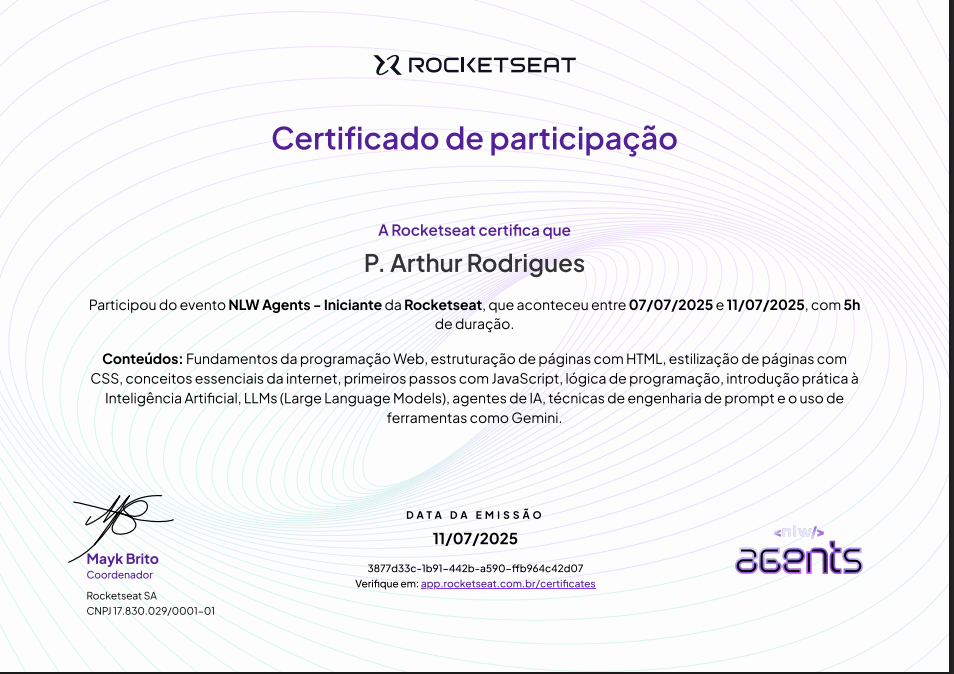 ROCKETSEAT
Certificado de participação
A Rocketseat certifica que
P. Arthur Rodrigues
Participou do evento NLW Agents - Iniciante da Rocketseat, que aconteceu entre 07/07/2025 e 11/07/2025, com 5h
de duração.
Conteúdos: Fundamentos da programação Web, estruturação de páginas com HTML, estilização de páginas com
CSS, conceitos essenciais da internet, primeiros passos com JavaScript, lógica de programação, introdução prática à
Inteligência Artificial, LLMs (Large Language Models), agentes de IA, técnicas de engenharia de prompt e o uso de
ferramentas como Gemini.
Mayk Brito
Coordenador
Rocketseat SA
CNPJ 17.830.029/0001-01
DATA DA EMISSÃO
11/07/2025
3877d33c-1b91-442b-a590-ffb964c42d07
Verifique em: app.rocketseat.com.br/certificates
<nlw/>
agents